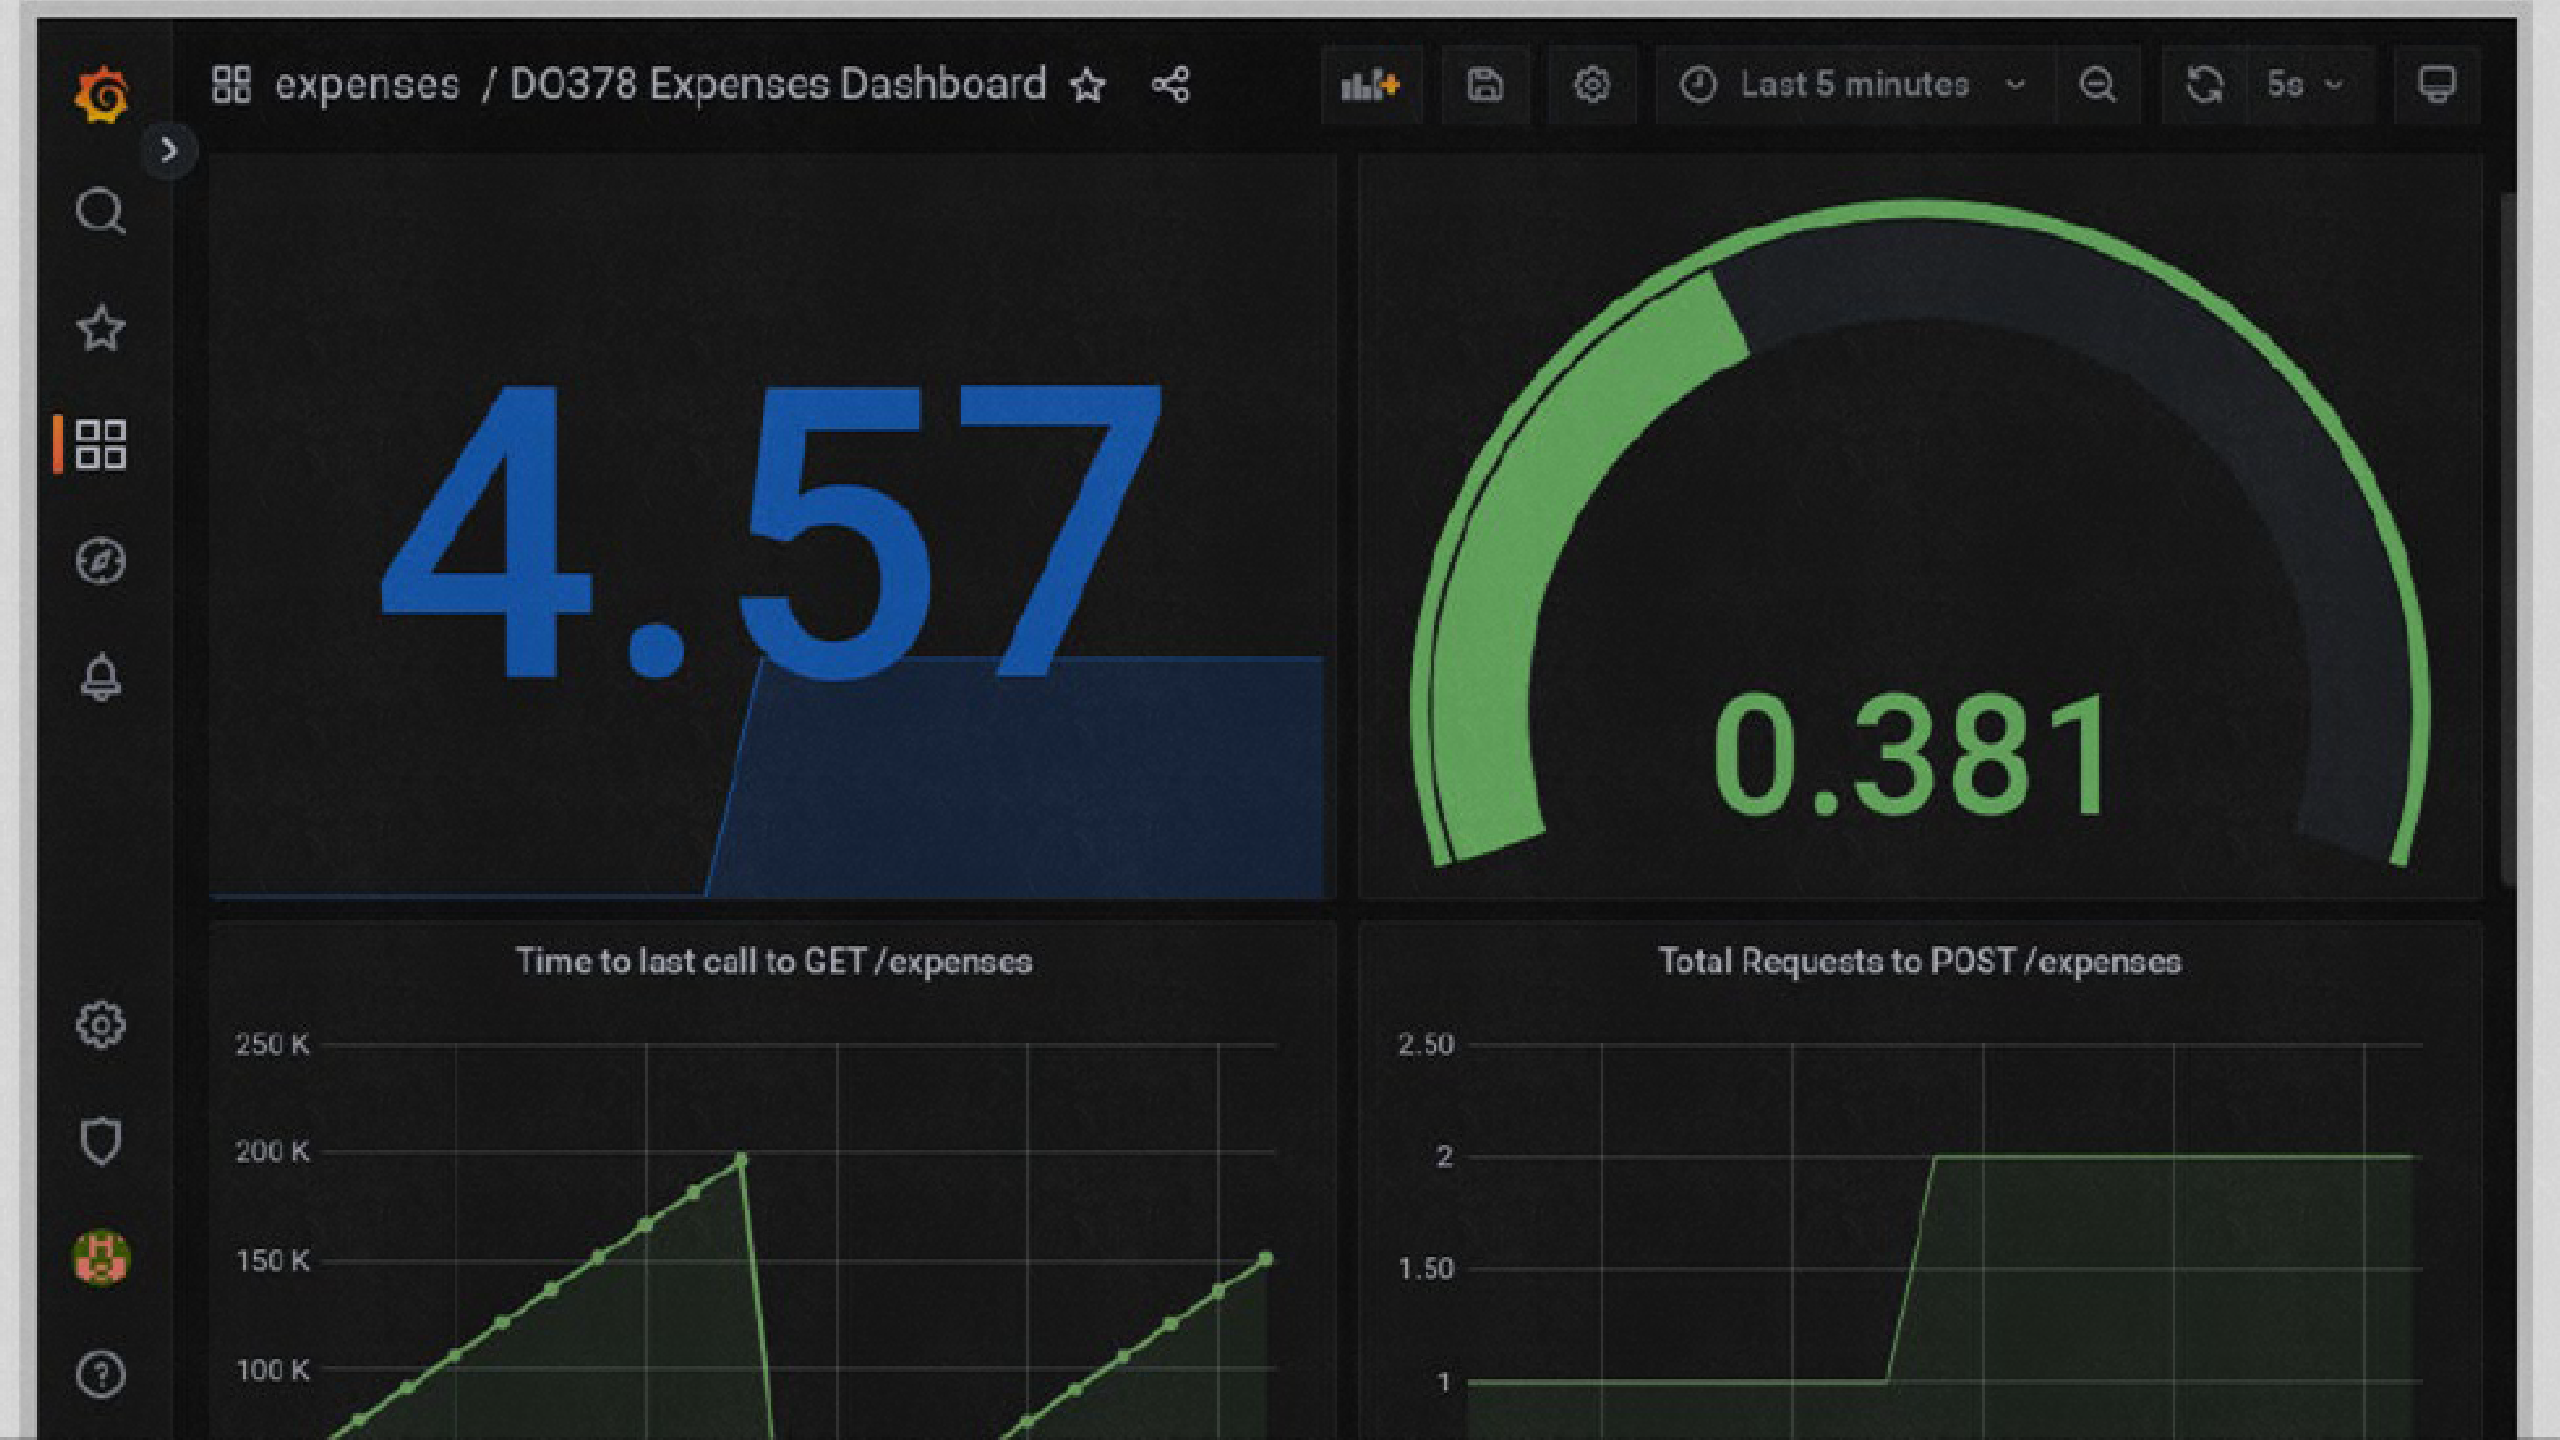 expenses / DO378 Expenses Dashboard
Last 5 minutes
5s
4.57
0.381
Time to last call to GET /expenses
250 K
200 K
150 K
100 K
Total Requests to POST /expenses
2.50
2
1.50
1